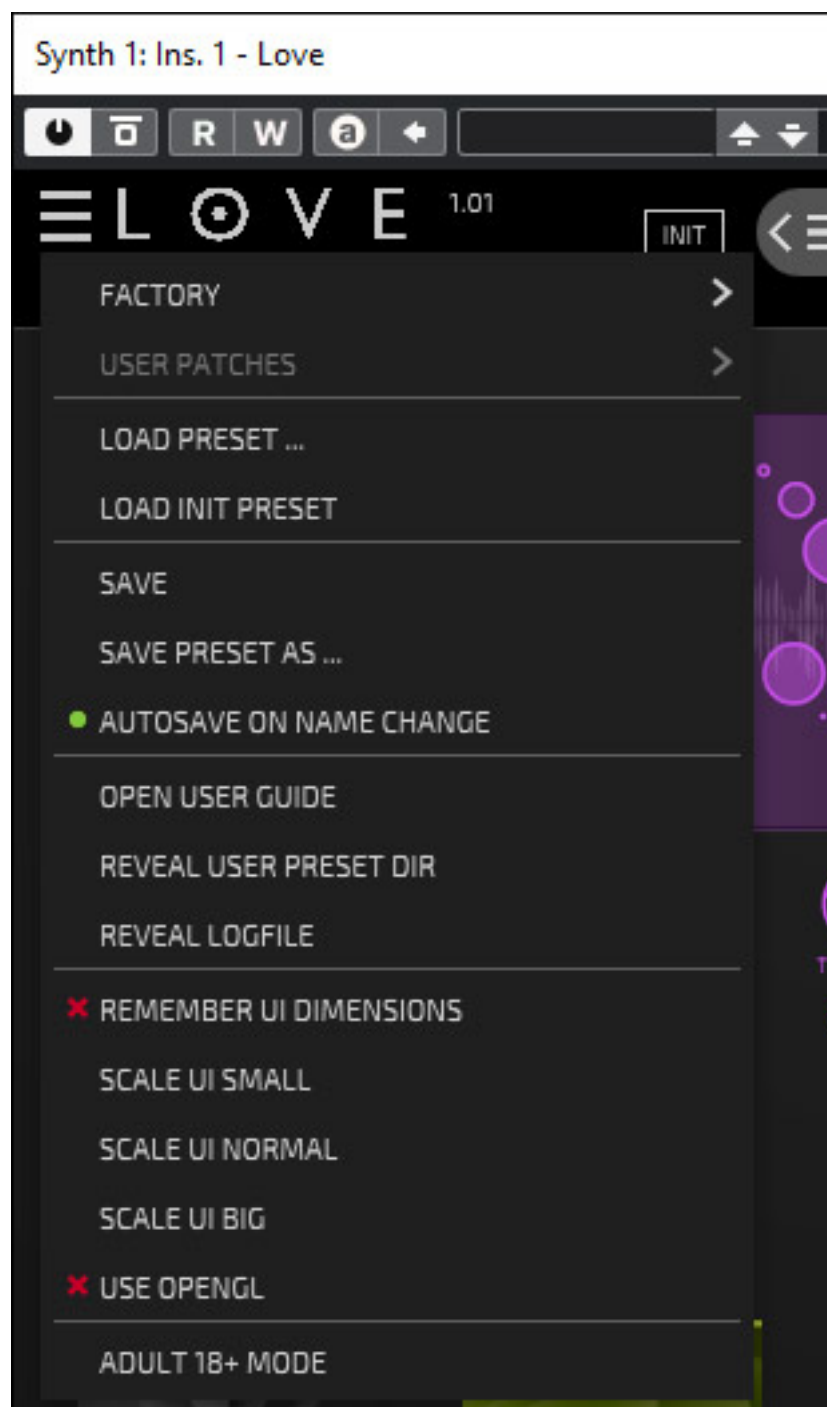 Synth 1: Ins. 1 - Love
R W a
LOVE 1.01
INIT
FACTORY
USER PATCHES
LOAD PRESET ...
LOAD INIT PRESET
SAVE
SAVE PRESET AS ...
AUTOSAVE ON NAME CHANGE
OPEN USER GUIDE
REVEAL USER PRESET DIR
REVEAL LOGFILE
REMEMBER UI DIMENSIONS
SCALE UI SMALL
SCALE UI NORMAL
SCALE UI BIG
USE OPENGL
ADULT 18+ MODE